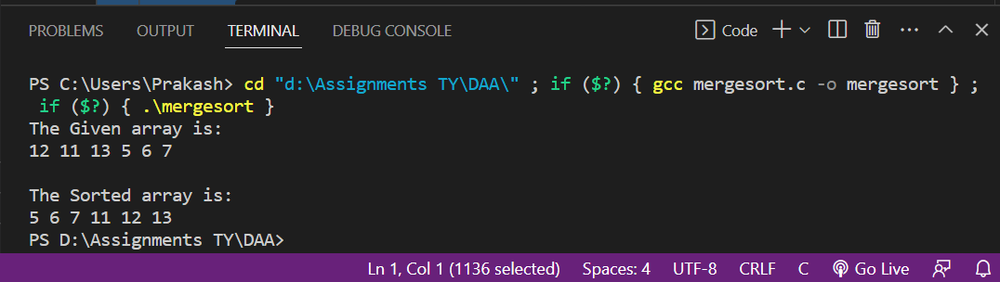 PROBLEMS OUTPUT TERMINAL DEBUG CONSOLE Code
PS C:\Users\Prakash> cd "d:\Assignments TY\DAA\" ; if ($?) { gcc mergesort.c -o mergesort } ;
if ($?) { .\mergesort }
The Given array is:
12 11 13 5 6 7
The Sorted array is:
5 6 7 11 12 13
PS D:\Assignments TY\DAA>
Ln 1, Col 1 (1136 selected) Spaces: 4 UTF-8 CRLF C Go Live